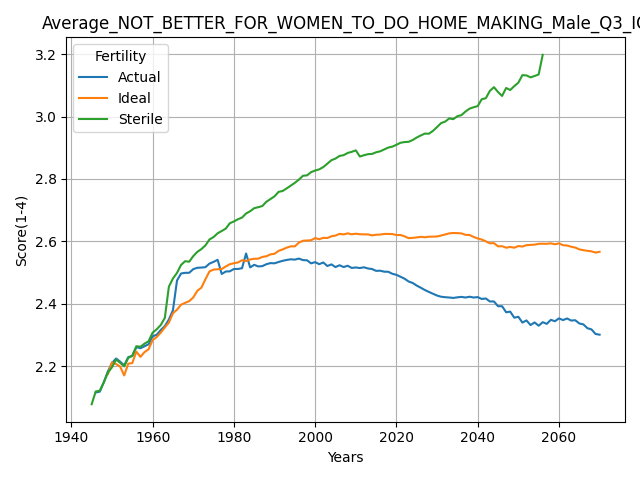 Average_NOT_BETTER_FOR_WOMEN_TO_DO_HOME_MAKING_Male_Q3_IC
Fertility
Actual
Ideal
Sterile
Score(1-4)
3.2
3.0
2.8
2.6
2.4
2.2
1940 1960 1980 2000 2020 2040 2060
Years